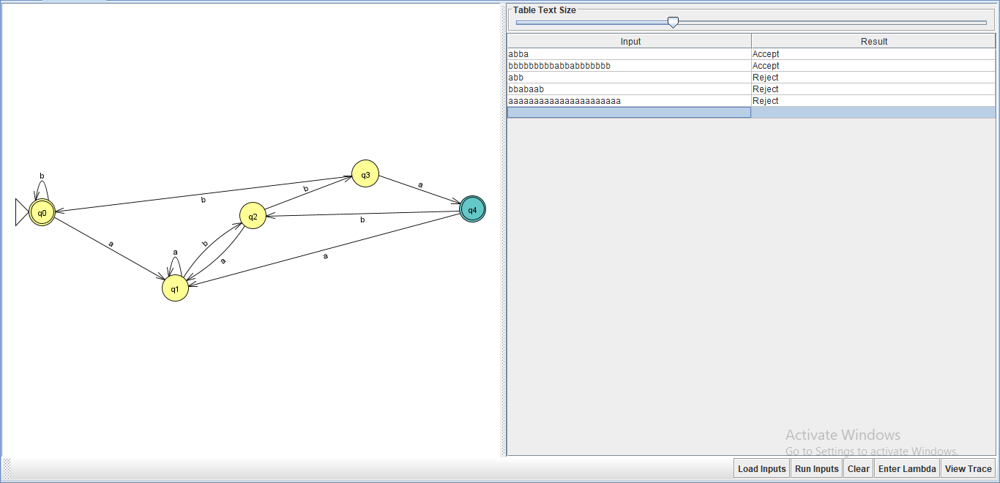 Table Text Size
Input Result
abba Accept
bbbbbbbbbabbabbbbbbb Accept
abb Reject
bbabaab Reject
aaaaaaaaaaaaaaaaaaaaaa Reject
b
q3
a
b
b
q0
q2
q4
b
a
b
a
a
a
q1
Activate Windows
Go to Settings to activate Windows.
Load Inputs Run Inputs Clear Enter Lambda View Trace